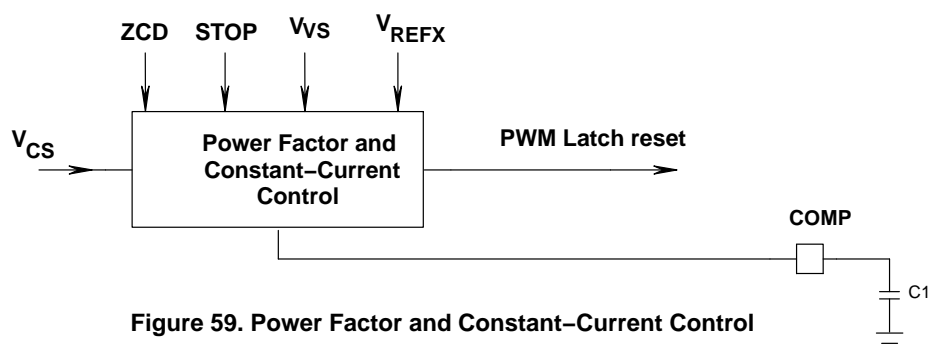 ZCD STOP VVS VREFX
VCS
Power Factor and
Constant−Current
Control
PWM Latch reset
COMP
C1
Figure 59. Power Factor and Constant−Current Control